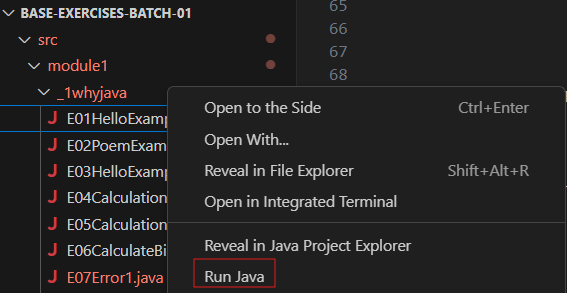 BASE-EXERCISES-BATCH-01
src
module1
_1whyjava
E01HelloExamp
E02PoemExam
E03HelloExamp
E04Calculation
E05Calculation
E06CalculateBi
E07Error1.java
65
66
67
68
Open to the Side Ctrl+Enter
Open With...
Reveal in File Explorer Shift+Alt+R
Open in Integrated Terminal
Reveal in Java Project Explorer
Run Java